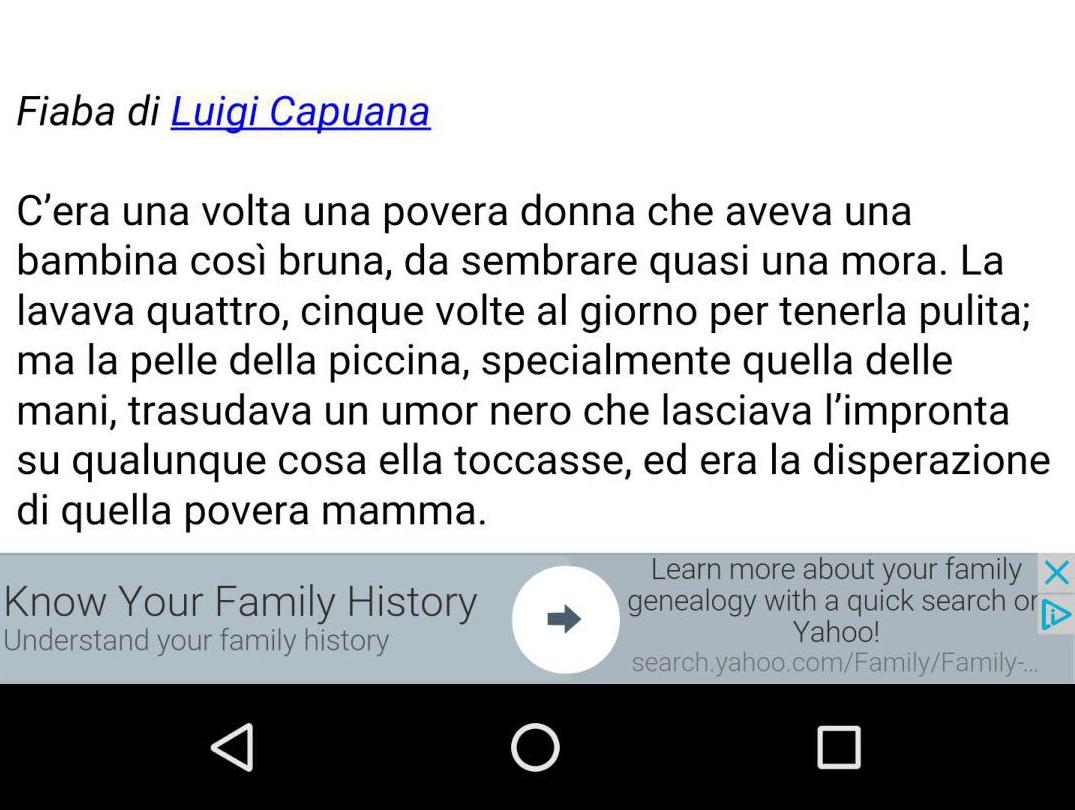 Fiaba di Luigi Capuana
C’era una volta una povera donna che aveva una
bambina così bruna, da sembrare quasi una mora. La
lavava quattro, cinque volte al giorno per tenerla pulita;
ma la pelle della piccina, specialmente quella delle
mani, trasudava un umor nero che lasciava l’impronta
su qualunque cosa ella toccasse, ed era la disperazione
di quella povera mamma.
Know Your Family History
Understand your family history
Learn more about your family
genealogy with a quick search
Yahoo!
search.yahoo.com/Family/Family-...